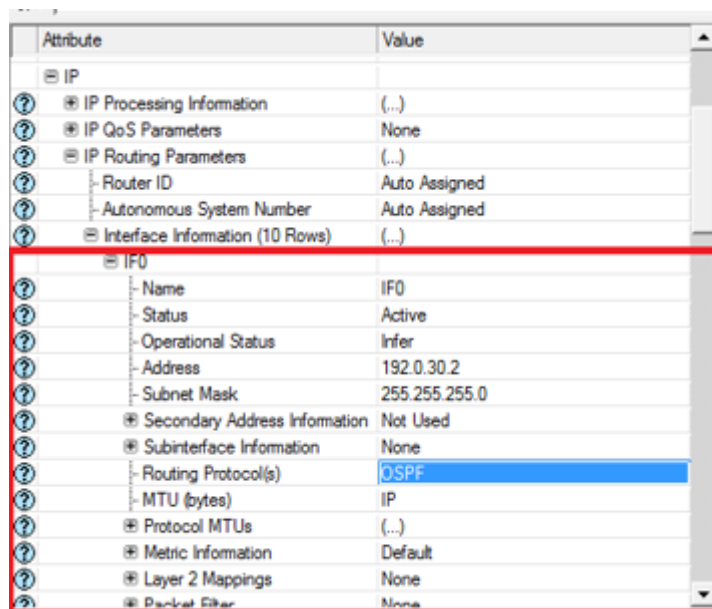 Attribute Value
IP
IP Processing Information (...)
IP QoS Parameters None
IP Routing Parameters (...)
Router ID Auto Assigned
Autonomous System Number Auto Assigned
Interface Information (10 Rows) (...)
IF0
Name IF0
Status Active
Operational Status Infer
Address 192.0.30.2
Subnet Mask 255.255.255.0
Secondary Address Information Not Used
Subinterface Information None
Routing Protocol(s) OSPF
MTU (bytes) IP
Protocol MTUs (...)
Metric Information Default
Layer 2 Mappings None
Packet Filter None